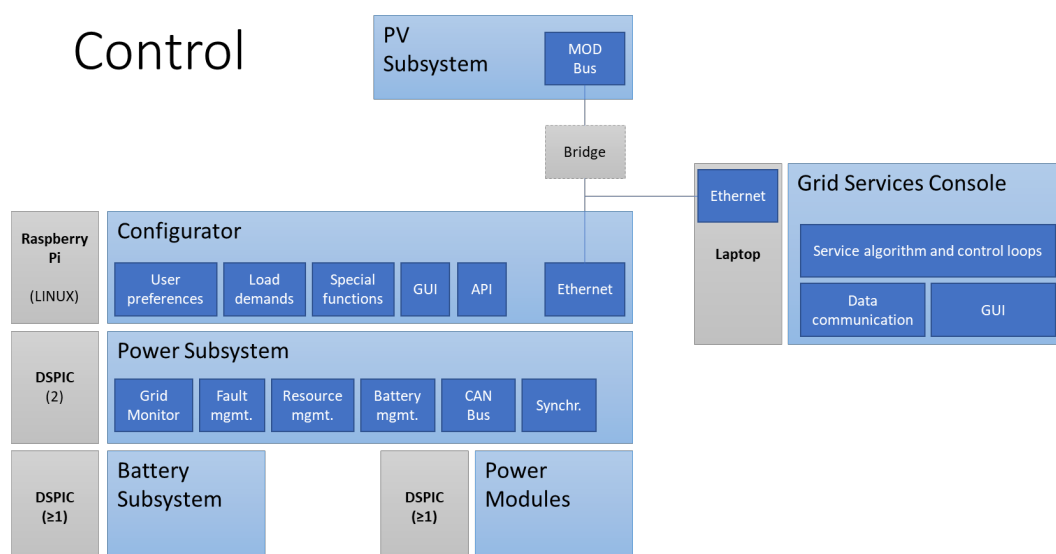 Control
PV
Subsystem
MOD
Bus
Bridge
Ethernet
Laptop
Grid Services Console
Service algorithm and control loops
Data
communication
GUI
Raspberry
Pi
(LINUX)
Configurator
User
preferences
Load
demands
Special
functions
GUI
API
Ethernet
DSPIC
(2)
Power Subsystem
Grid
Monitor
Fault
mgmt.
Resource
mgmt.
Battery
mgmt.
CAN
Bus
Synchr.
DSPIC
(≥1)
Battery
Subsystem
DSPIC
(≥1)
Power
Modules